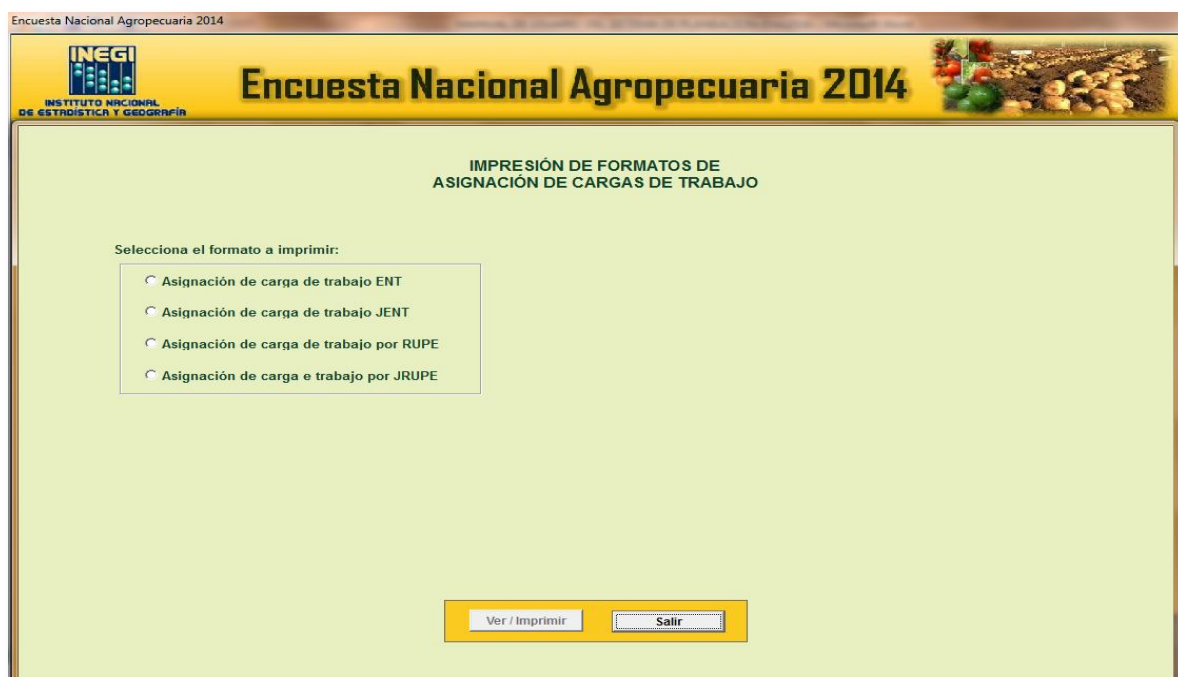 Encuesta Nacional Agropecuaria 2014
INEGI
INSTITUTO NACIONAL
DE ESTADÍSTICA Y GEOGRAFÍA
Encuesta Nacional Agropecuaria 2014
IMPRESIÓN DE FORMATOS DE
ASIGNACIÓN DE CARGAS DE TRABAJO
Selecciona el formato a imprimir:
Asignación de carga de trabajo ENT
Asignación de carga de trabajo JENT
Asignación de carga de trabajo por RUPE
Asignación de carga e trabajo por JRUPE
Ver / Imprimir
Salir